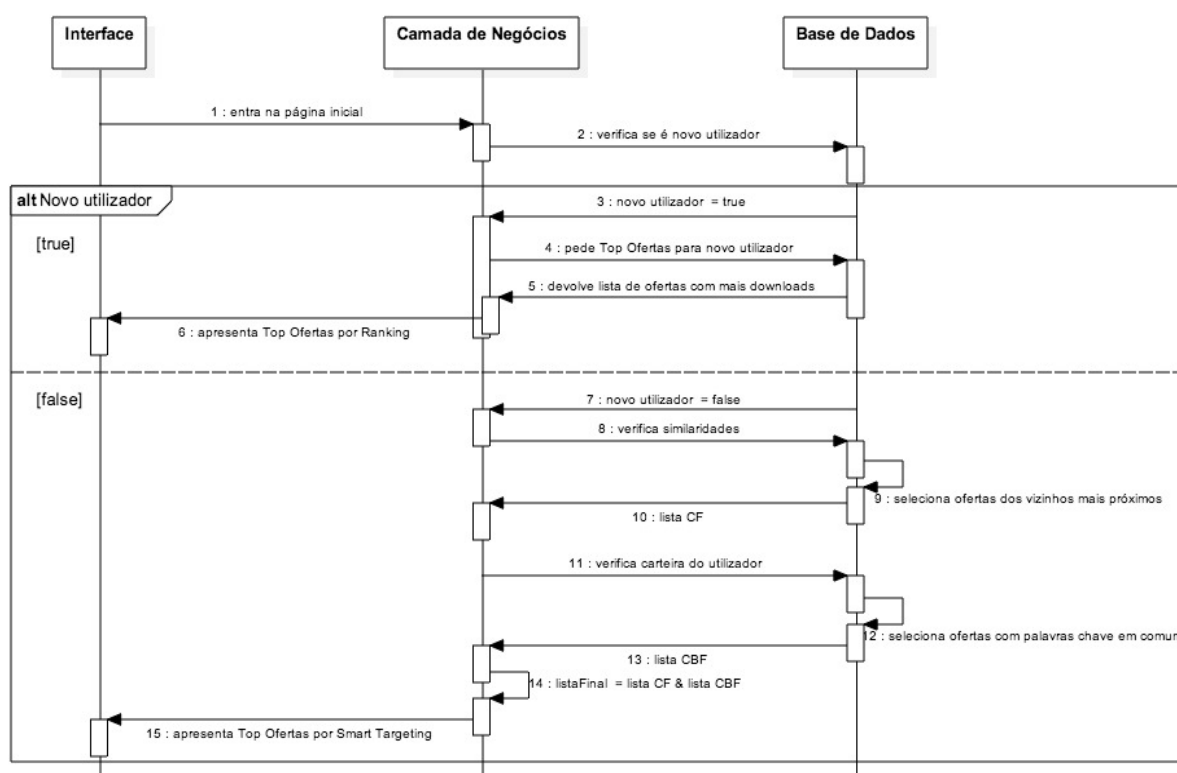 Interface
Camada de Negócios
Base de Dados
1 : entra na página inicial
2 : verifica se é novo utilizador
alt Novo utilizador
3 : novo utilizador = true
[true]
4 : pede Top Ofertas para novo utilizador
5 : devolve lista de ofertas com mais downloads
6 : apresenta Top Ofertas por Ranking
[false]
7 : novo utilizador = false
8 : verifica similaridades
9 : seleciona ofertas dos vizinhos mais próximos
10 : lista CF
11 : verifica carteira do utilizador
12 : seleciona ofertas com palavras chave em comum
13 : lista CBF
14 : listaFinal = lista CF & lista CBF
15 : apresenta Top Ofertas por Smart Targeting